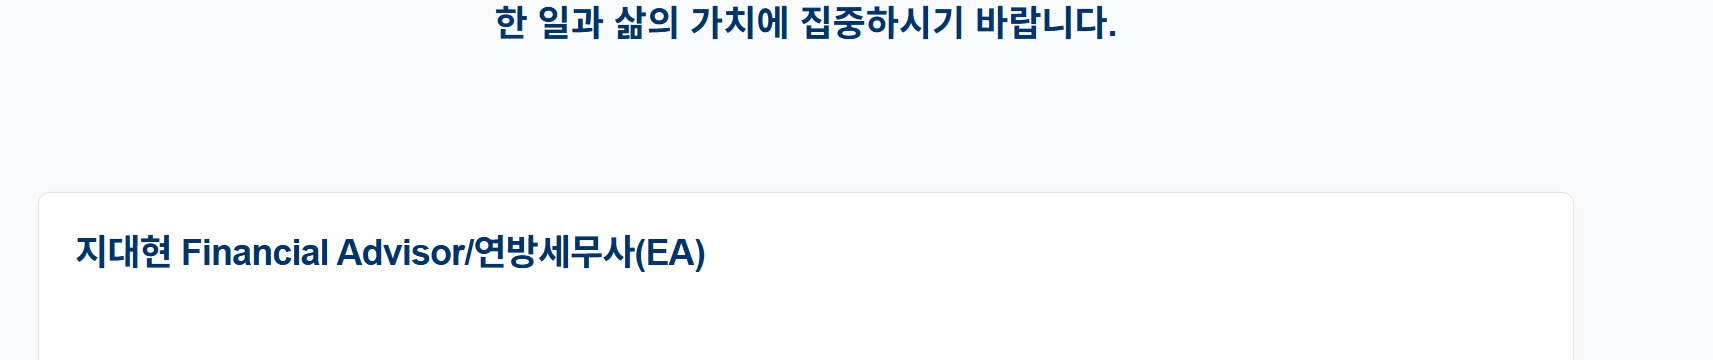 한 일과 삶의 가치에 집중하시기 바랍니다.
지대현 Financial Advisor/연방세무사(EA)